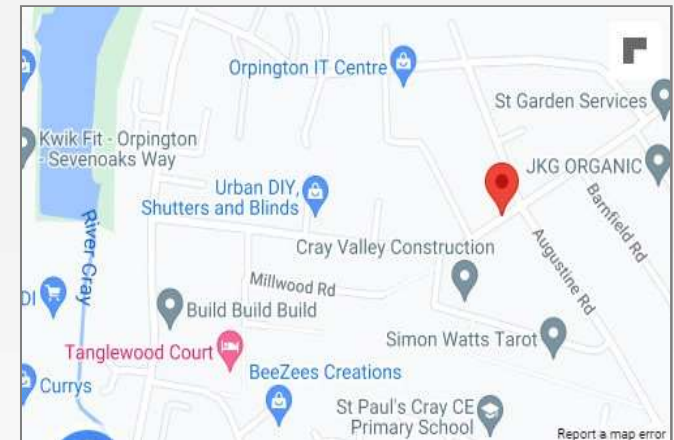 Orpington IT Centre
St Garden Services
Kwik Fit - Orpington
- Sevenoaks Way
JKG ORGANIC
Urban DIY,
Shutters and Blinds
Barnfield Rd
River Cray
Cray Valley Construction
Augustine Rd
Millwood Rd
DI
Build Build Build
Simon Watts Tarot
Tanglewood Court
BeeZees Creations
Currys
St Paul's Cray CE
Primary School
Report a map error